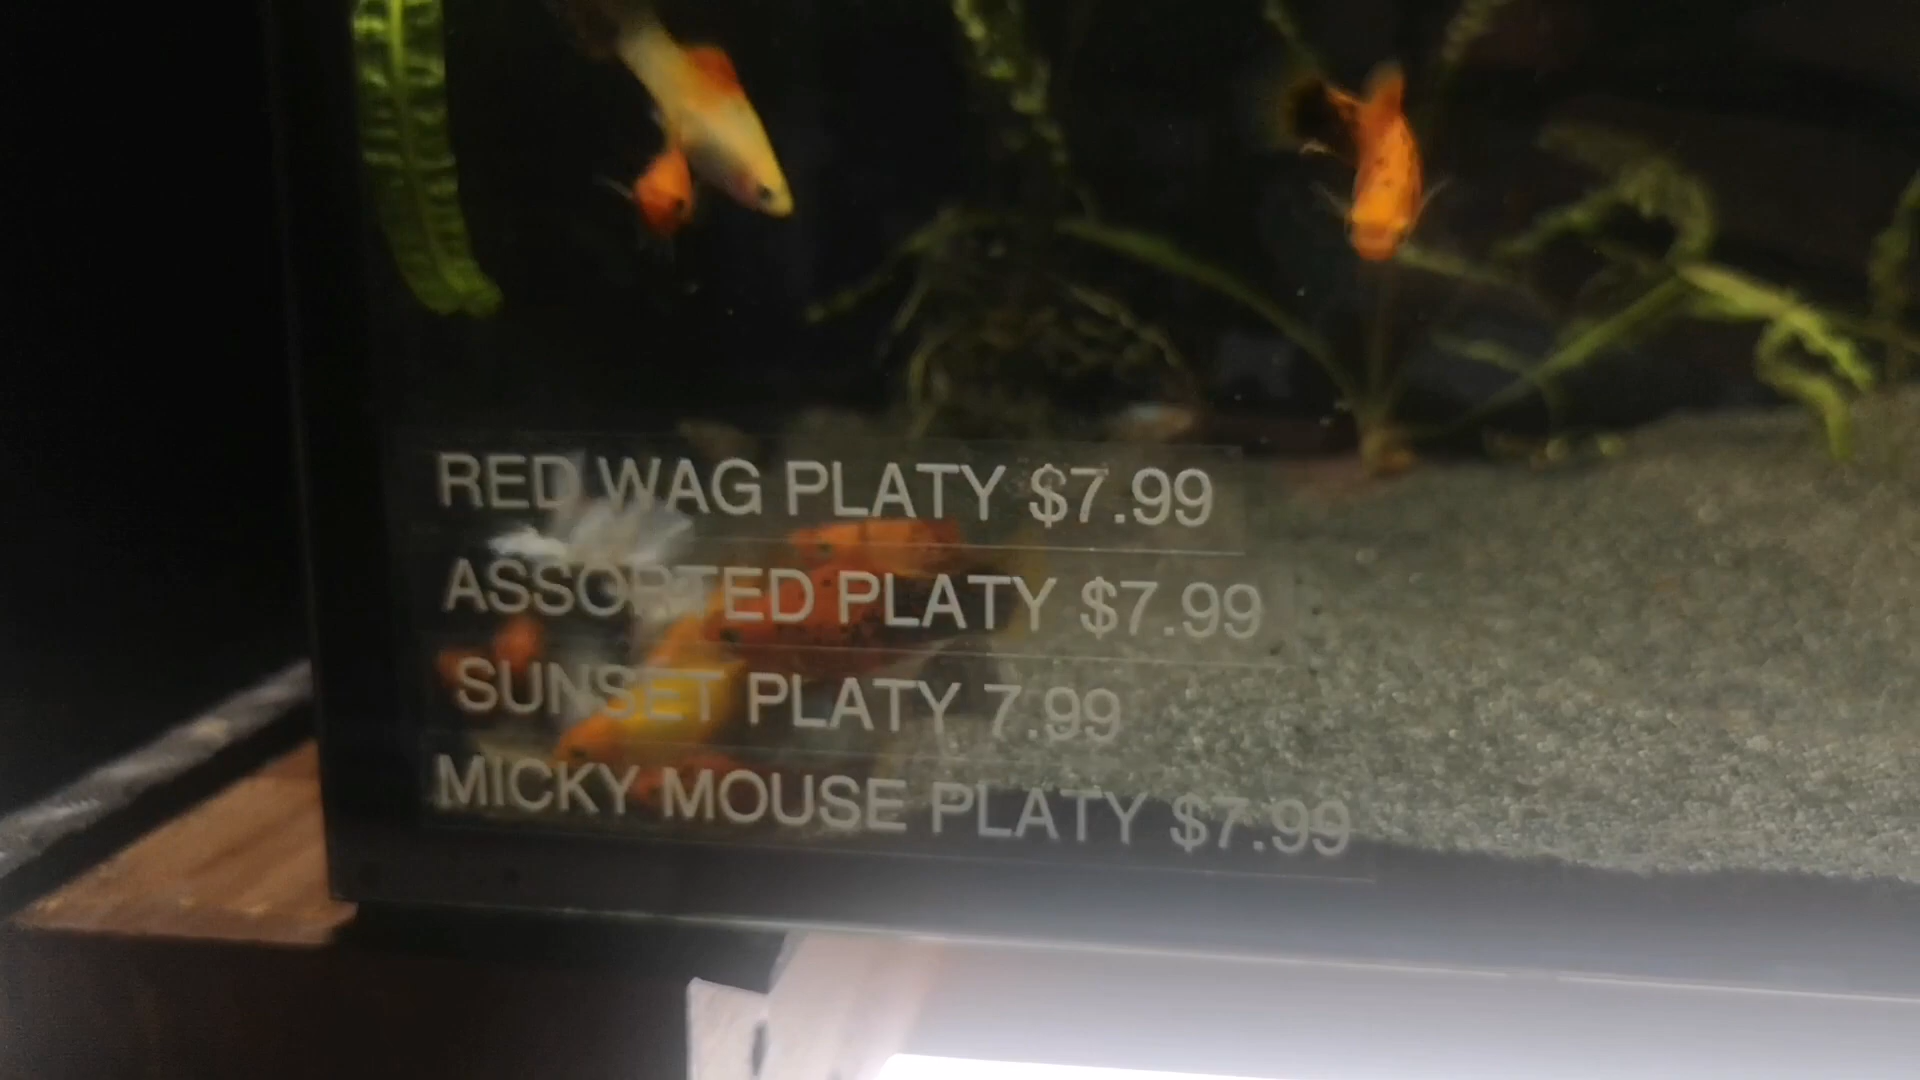 RED WAG PLATY $7.99
ASSORTED PLATY $7.99
SUNSET PLATY 7.99
MICKY MOUSE PLATY $7.99